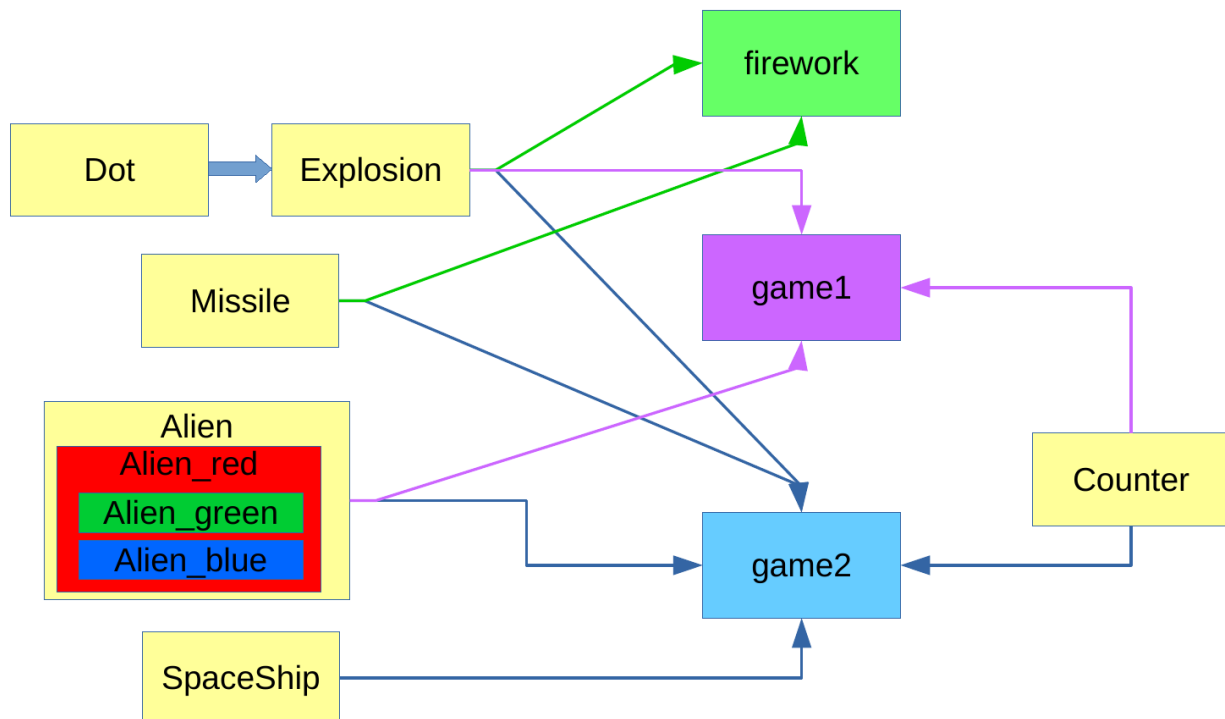 firework
Dot
Explosion
game1
Missile
Alien
Alien_red
Alien_green
Alien_blue
Counter
game2
SpaceShip